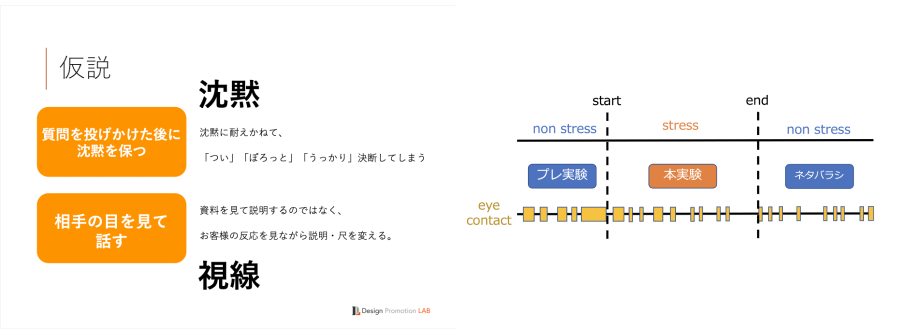 仮説
沈黙
質問を投げかけた後に
沈黙を保つ
沈黙に耐えかねて、
「つい」「ぽろっと」「うっかり」決断してしまう
相手の目を見て
話す
資料を見て説明するのではなく、
お客様の反応を見ながら説明・尺を変える。
視線
Design Promotion LAB
start
end
non stress
stress
non stress
プレ実験
本実験
ネタバラシ
eye
contact